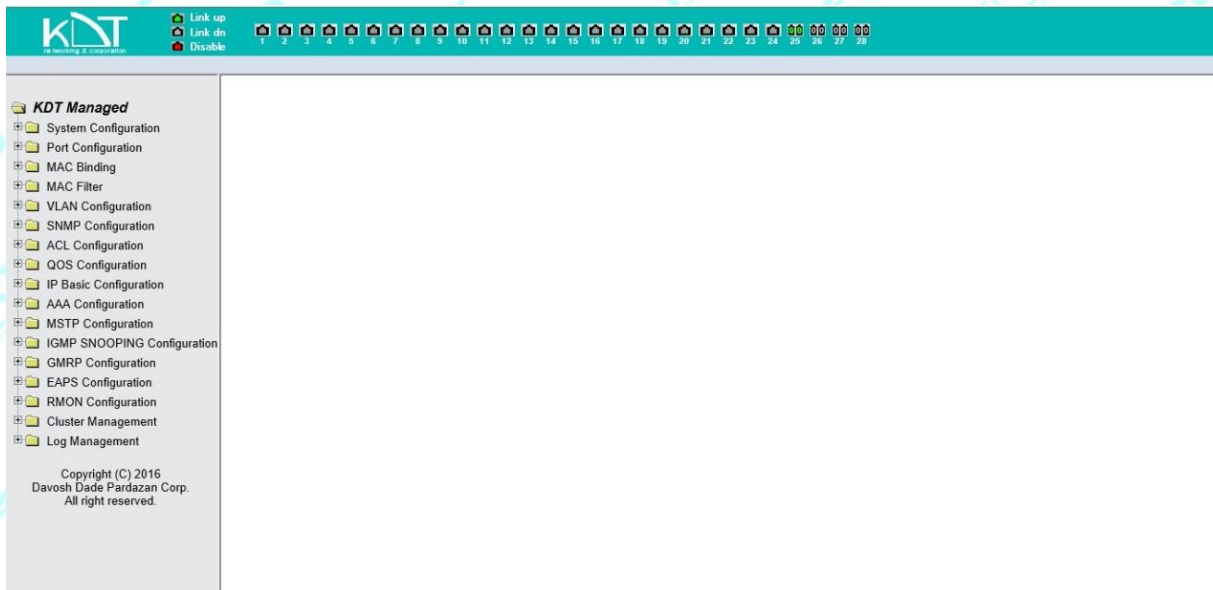 KDT
Link up
Link dn
Disable
1 2 3 4 5 6 7 8 9 10 11 12 13 14 15 16 17 18 19 20 21 22 23 24 25 26 27 28
KDT Managed
System Configuration
Port Configuration
MAC Binding
MAC Filter
VLAN Configuration
SNMP Configuration
ACL Configuration
QOS Configuration
IP Basic Configuration
AAA Configuration
MSTP Configuration
IGMP SNOOPING Configuration
GMRP Configuration
EAPS Configuration
RMON Configuration
Cluster Management
Log Management
Copyright (C) 2016
Davosh Dade Pardazan Corp.
All right reserved.